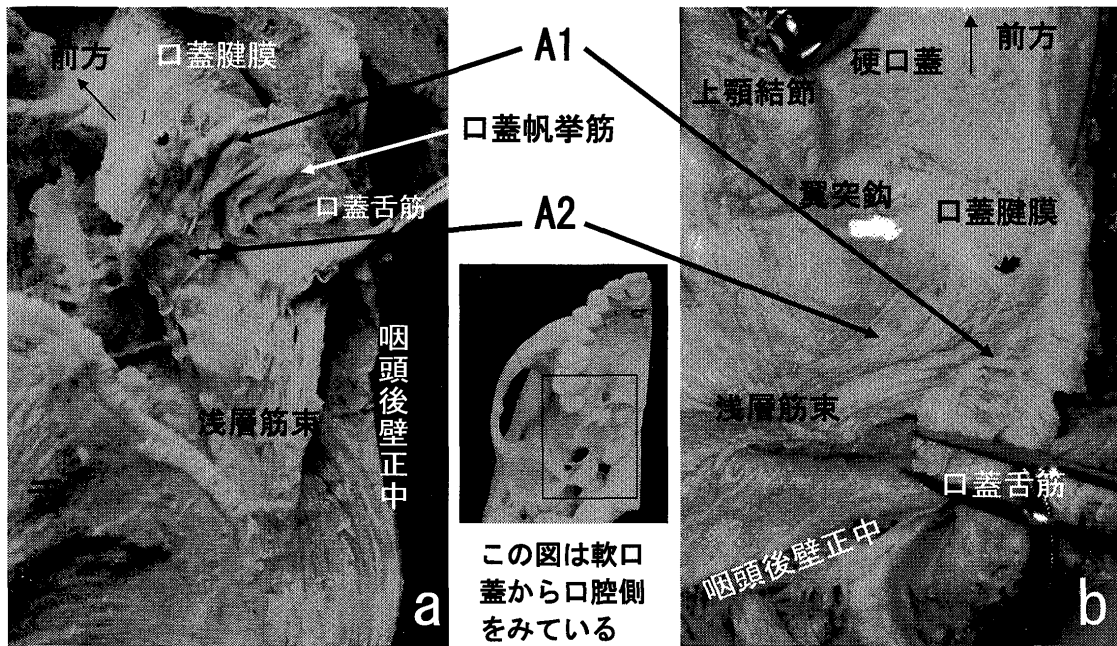 前方
口蓋腱膜
A1
口蓋帆挙筋
口蓋舌筋
A2
咽頭後壁正中
浅層筋束
a
この図は軟口
蓋から口腔側
をみている
前方
硬口蓋
上顎結節
翼突鈎
口蓋腱膜
浅層筋束
口蓋舌筋
咽頭後壁正中
b